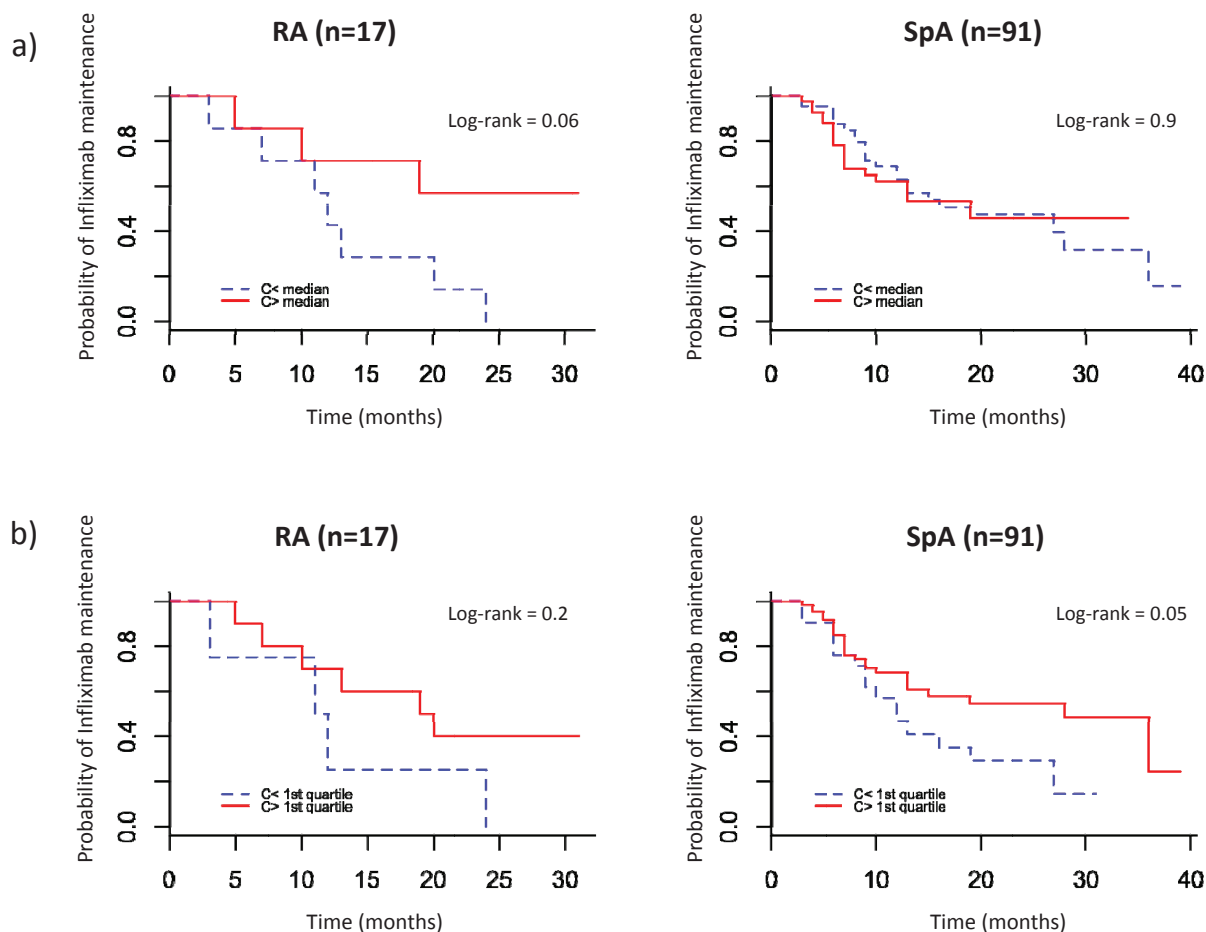 a)
RA (n=17)
Probability of Infliximab maintenance
0.8
0.4
0.0
Log-rank = 0.06
C< median
C> median
0 5 10 15 20 25 30
Time (months)
SpA (n=91)
Probability of Infliximab maintenance
0.8
0.4
0.0
Log-rank = 0.9
C< median
C> median
0 10 20 30 40
Time (months)
b)
RA (n=17)
Probability of Infliximab maintenance
0.8
0.4
0.0
Log-rank = 0.2
C< 1st quartile
C> 1st quartile
0 5 10 15 20 25 30
Time (months)
SpA (n=91)
Probability of Infliximab maintenance
0.8
0.4
0.0
Log-rank = 0.05
C< 1st quartile
C> 1st quartile
0 10 20 30 40
Time (months)